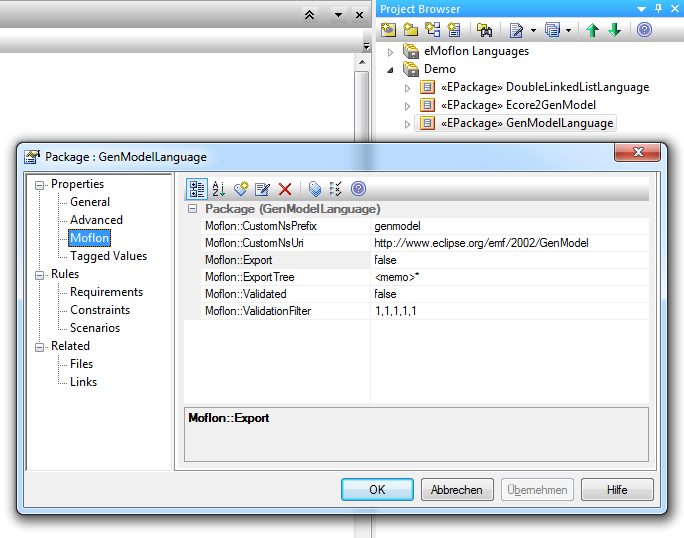 Project Browser
eMoflon Languages
Demo
«EPackage» DoubleLinkedListLanguage
«EPackage» Ecore2GenModel
«EPackage» GenModelLanguage
Package : GenModelLanguage
Properties
General
Advanced
Moflon
Tagged Values
Rules
Requirements
Constraints
Scenarios
Related
Files
Links
Package (GenModelLanguage)
Moflon::CustomNsPrefix genmodel
Moflon::CustomNsUri http://www.eclipse.org/emf/2002/GenModel
Moflon::Export false
Moflon::ExportTree <memo>*
Moflon::Validated false
Moflon::ValidationFilter 1,1,1,1,1
Moflon::Export
OK Abbrechen Übernehmen Hilfe